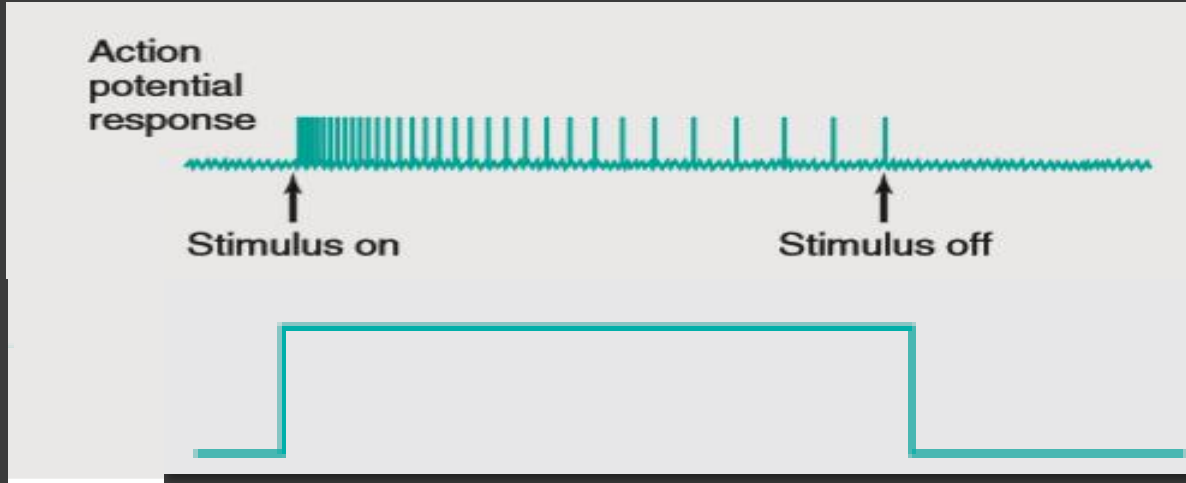 Action
potential
response
Stimulus on
Stimulus off